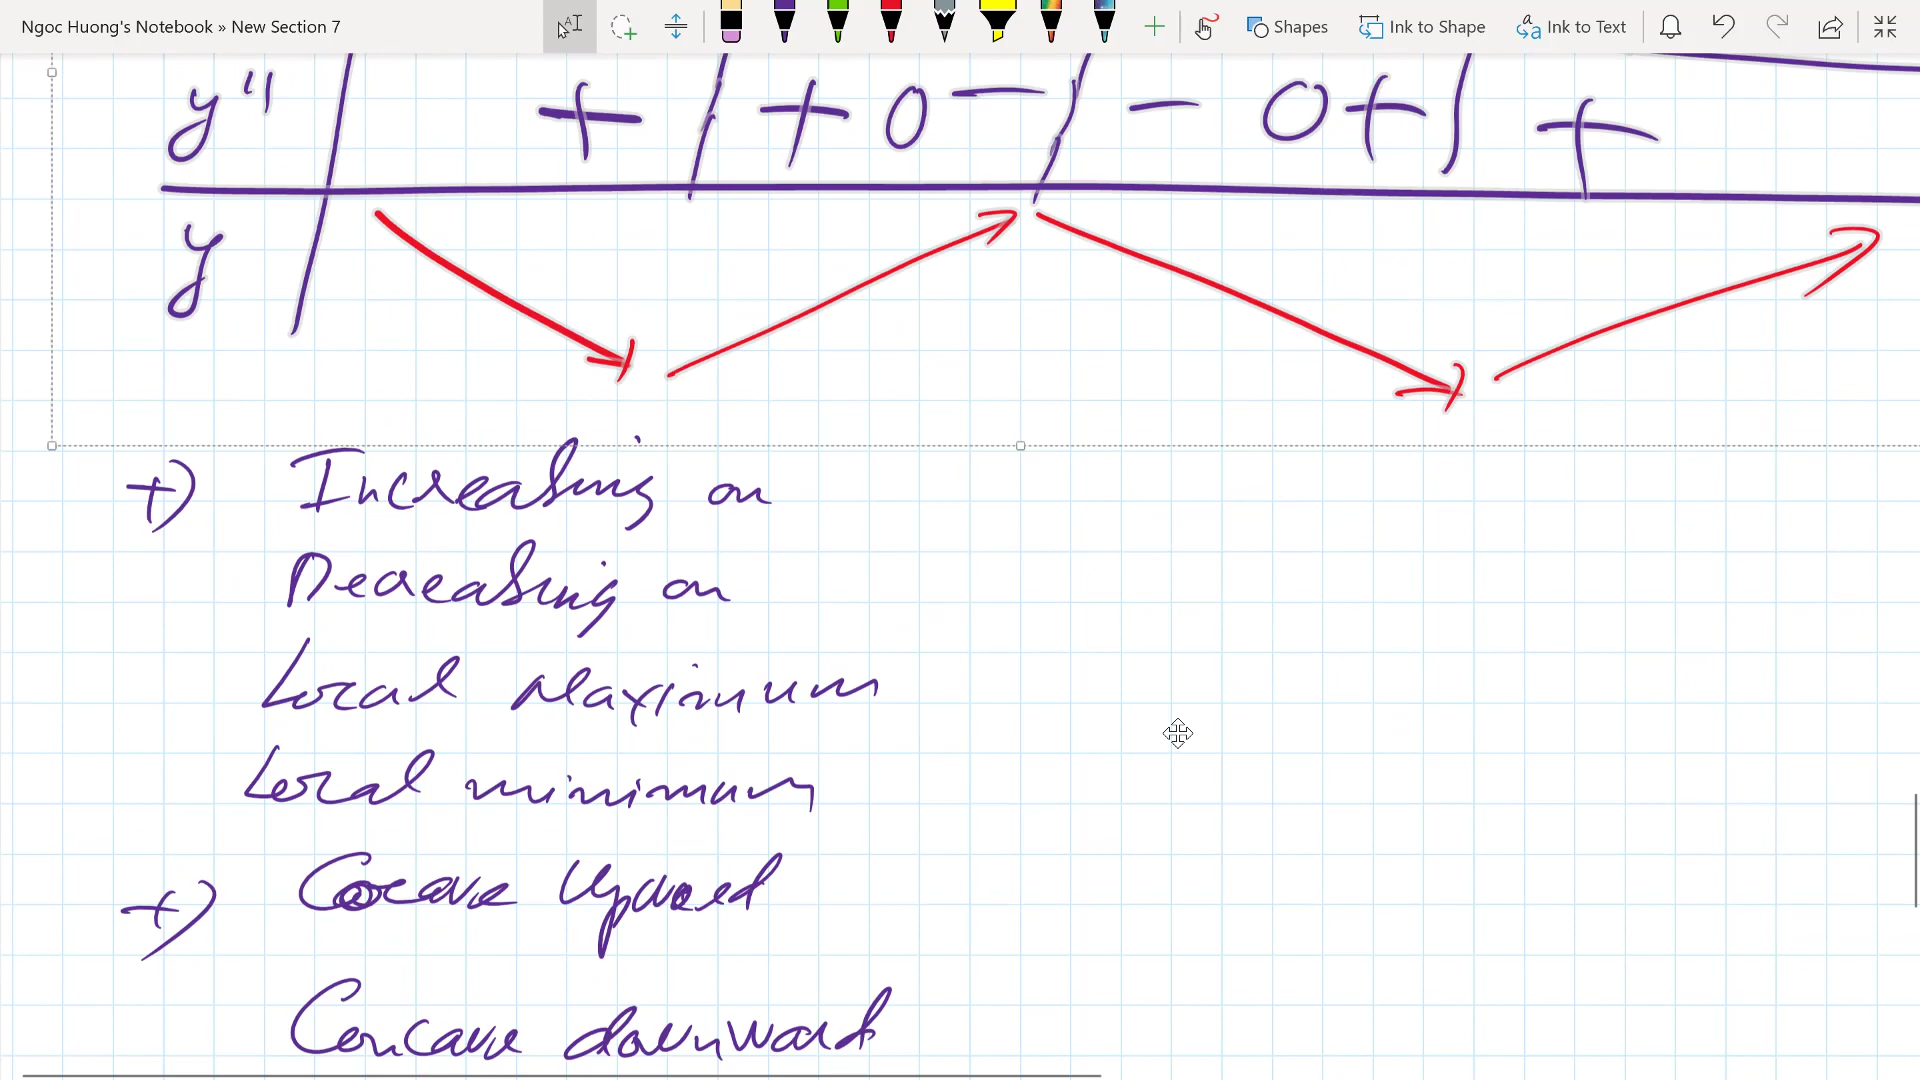 Ngoc Huong's Notebook » New Section 7
Shapes Ink to Shape Ink to Text
y" + | + 0 - | - 0 + | +
y
+) Increasing on
Decreasing on
Local Maximum
Local minimum
+) Cocave Upward
Concave downward